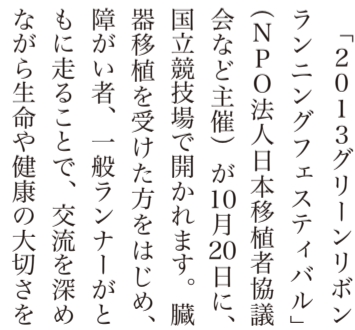 「2013グリーンリボン
ランニングフェスティバル」
(NPO法人日本移植者協議
会など主催)が10月20日に、
国立競技場で開かれます。臓
器移植を受けた方をはじめ、
障がい者、一般ランナーがと
もに走ることで、交流を深め
ながら生命や健康の大切さを